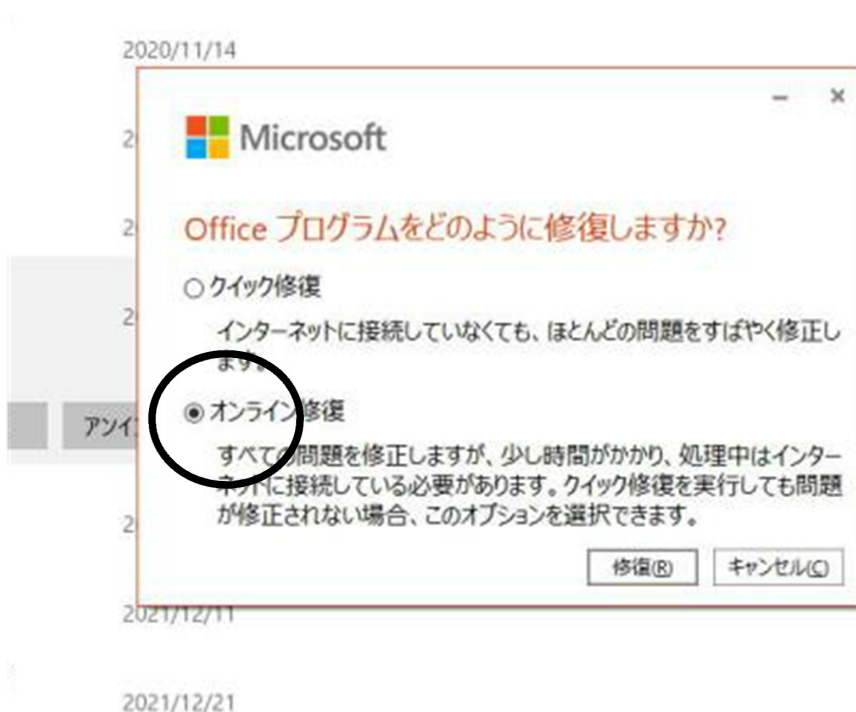 2020/11/14
Microsoft
Office プログラムをどのように修復しますか?
クイック修復
インターネットに接続していなくても、ほとんどの問題をすばやく修正し
ます。
オンライン修復
アンイ
すべての問題を修正しますが、少し時間がかかり、処理中はインター
ネットに接続している必要があります。クイック修復を実行しても問題
が修正されない場合、このオプションを選択できます。
修復(R) キャンセル(C)
2021/12/11
2021/12/21